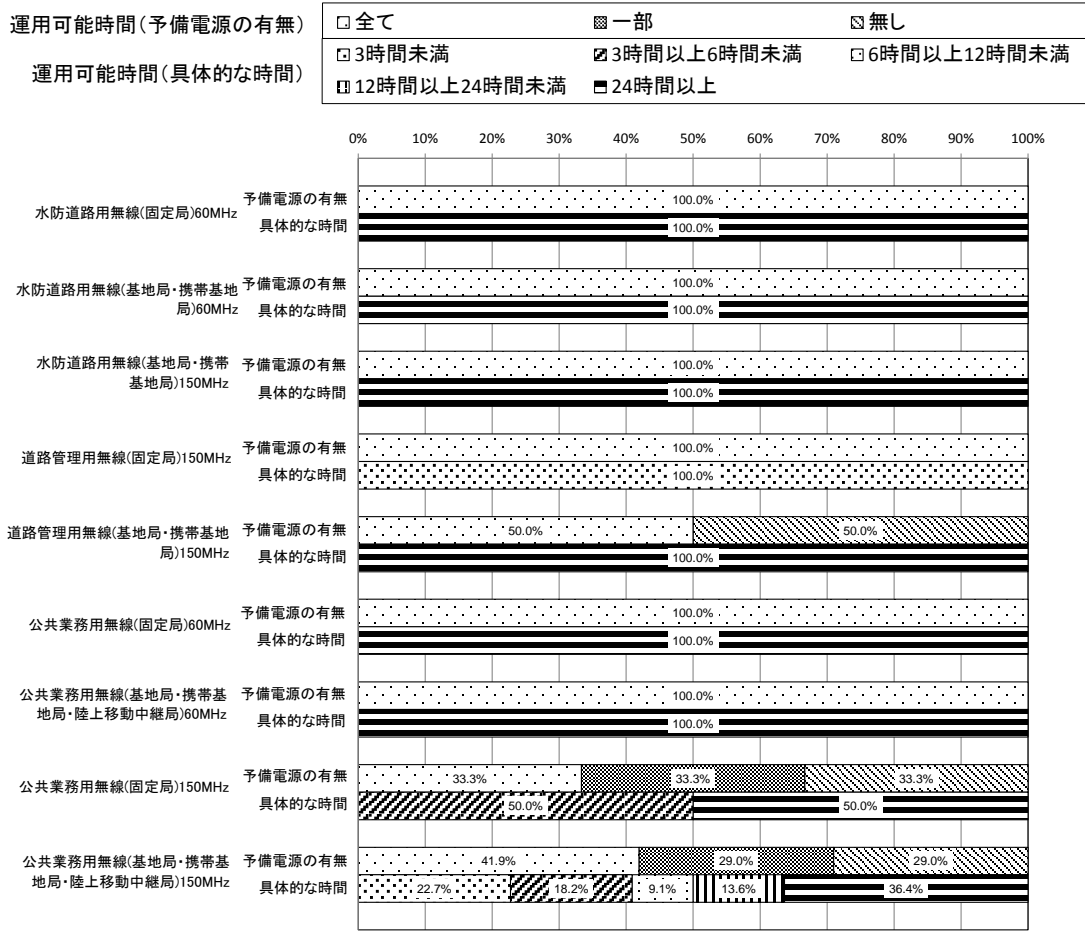 運用可能時間(予備電源の有無)
全て 一部 無し
運用可能時間(具体的な時間)
3時間未満 3時間以上6時間未満 6時間以上12時間未満
12時間以上24時間未満 24時間以上
0% 10% 20% 30% 40% 50% 60% 70% 80% 90% 100%
水防道路用無線(固定局)60MHz
予備電源の有無
100.0%
具体的な時間
100.0%
水防道路用無線(基地局・携帯基地
局)60MHz
予備電源の有無
100.0%
具体的な時間
100.0%
水防道路用無線(基地局・携帯
基地局)150MHz
予備電源の有無
100.0%
具体的な時間
100.0%
道路管理用無線(固定局)150MHz
予備電源の有無
100.0%
具体的な時間
100.0%
道路管理用無線(基地局・携帯基地
局)150MHz
予備電源の有無
50.0% 50.0%
具体的な時間
100.0%
公共業務用無線(固定局)60MHz
予備電源の有無
100.0%
具体的な時間
100.0%
公共業務用無線(基地局・携帯基
地局・陸上移動中継局)60MHz
予備電源の有無
100.0%
具体的な時間
100.0%
公共業務用無線(固定局)150MHz
予備電源の有無
33.3% 33.3% 33.3%
具体的な時間
50.0% 50.0%
公共業務用無線(基地局・携帯基
地局・陸上移動中継局)150MHz
予備電源の有無
41.9% 29.0% 29.0%
具体的な時間
22.7% 18.2% 9.1% 13.6% 36.4%